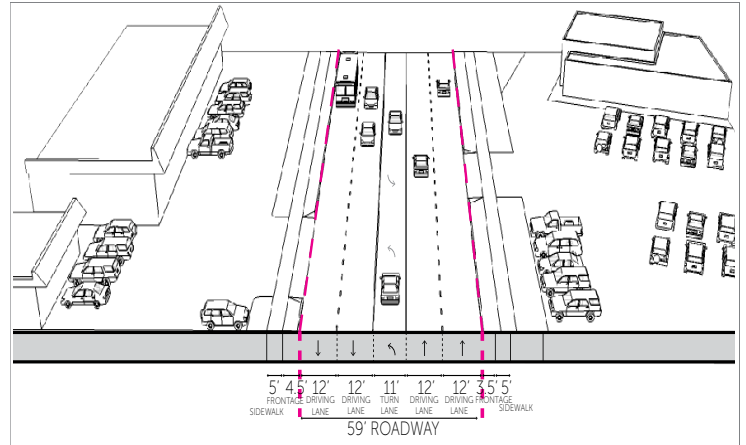 5' 4.5' 12' 12' 11' 12' 12' 3.5' 5'
FRONTAGE DRIVING DRIVING TURN DRIVING DRIVING FRONTAGE
SIDEWALK LANE LANE LANE LANE LANE SIDEWALK
59' ROADWAY